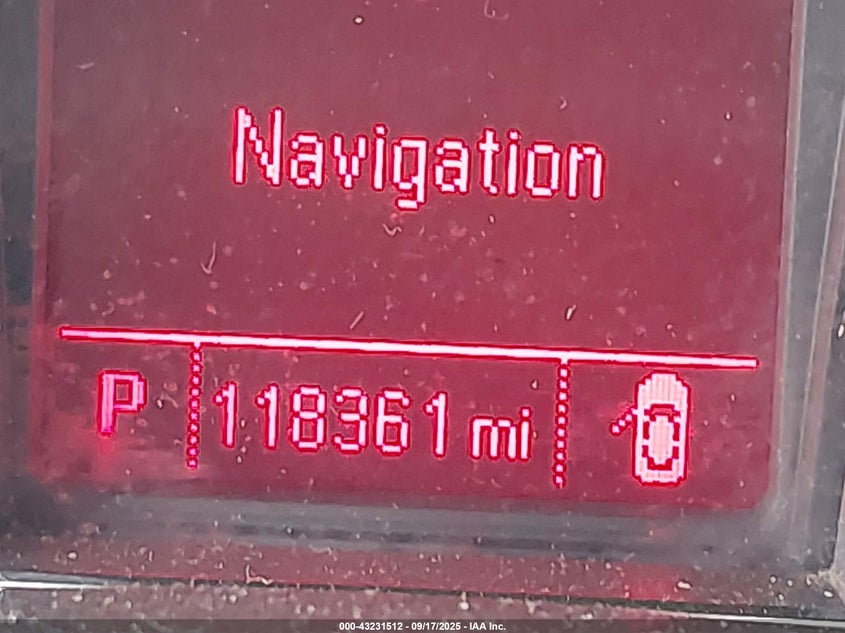 Navigation
P 118361 mi
000-43231512 - 09/17/2025 - IAA Inc.